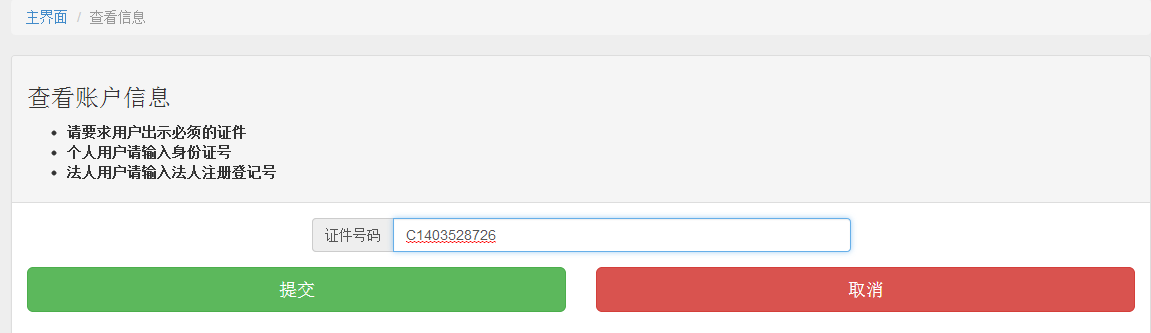 主界面 / 查看信息
查看账户信息
• 请要求用户出示必须的证件
• 个人用户请输入身份证号
• 法人用户请输入法人注册登记号
证件号码 C1403528726
提交 取消